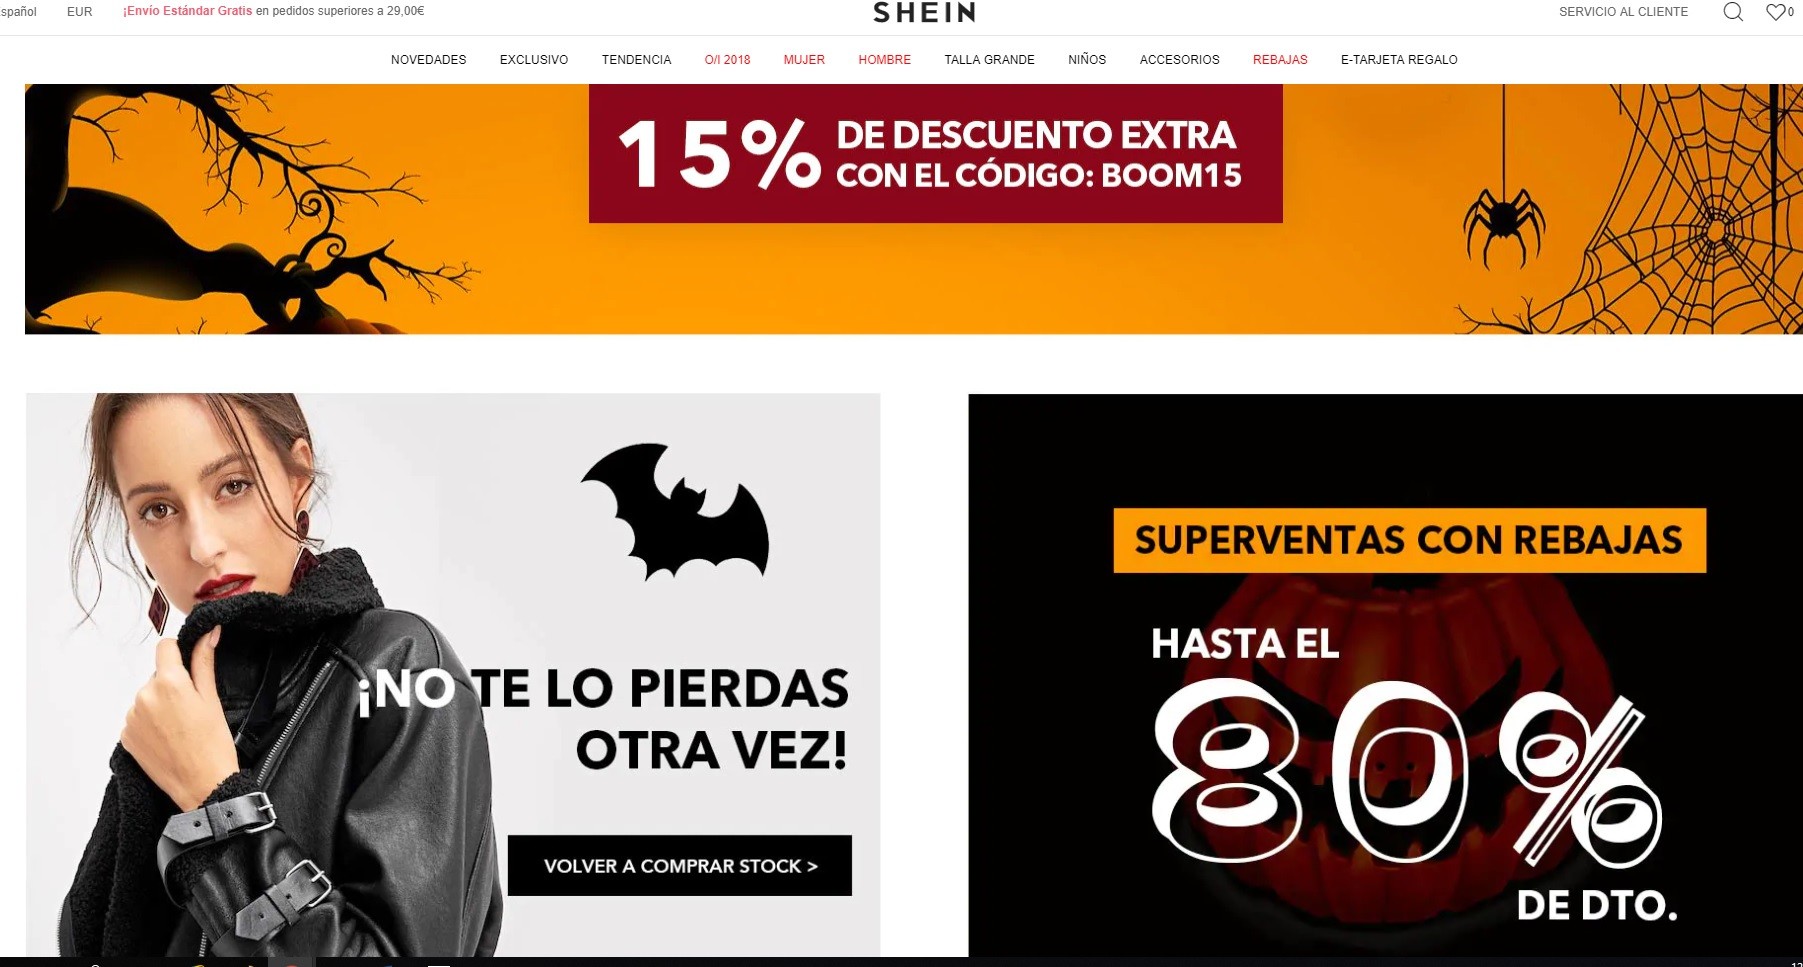 spañol EUR ¡Envío Estándar Gratis en pedidos superiores a 29,00€ SHEIN SERVICIO AL CLIENTE 0
NOVEDADES EXCLUSIVO TENDENCIA O/I 2018 MUJER HOMBRE TALLA GRANDE NIÑOS ACCESORIOS REBAJAS E-TARJETA REGALO
15% DE DESCUENTO EXTRA
CON EL CÓDIGO: BOOM15
¡NO TE LO PIERDAS
OTRA VEZ!
VOLVER A COMPRAR STOCK >
SUPERVENTAS CON REBAJAS
HASTA EL
80%
DE DTO.